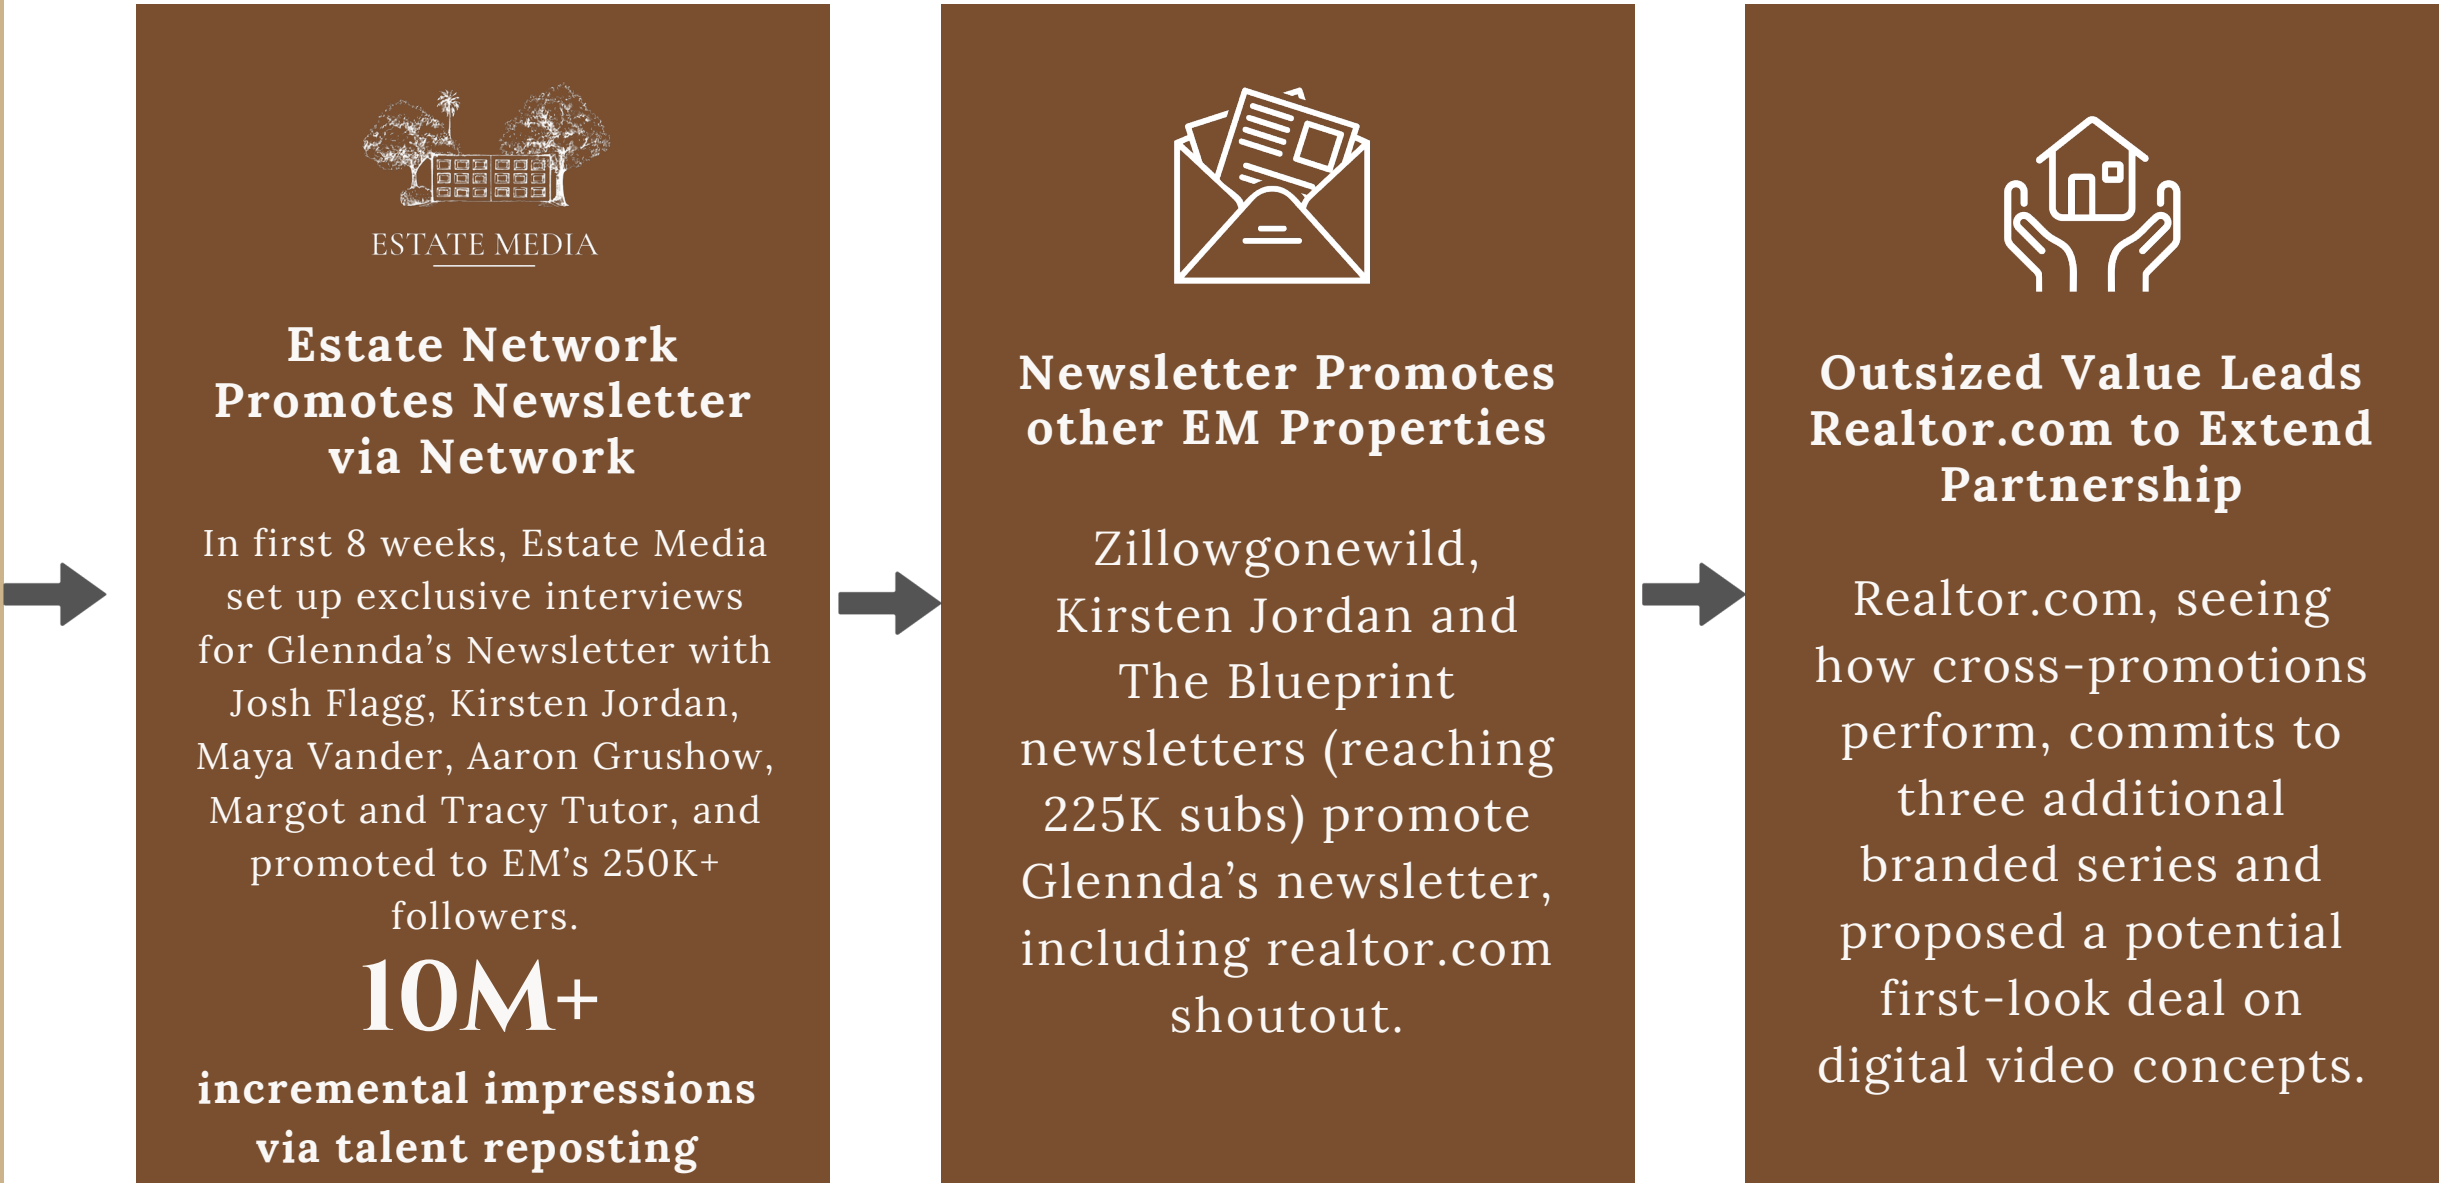 ESTATE MEDIA
Estate Network
Promotes Newsletter
via Network
In first 8 weeks, Estate Media
set up exclusive interviews
for Glennda’s Newsletter with
Josh Flagg, Kirsten Jordan,
Maya Vander, Aaron Grushow,
Margot and Tracy Tutor, and
promoted to EM’s 250K+
followers.
10M+
incremental impressions
via talent reposting
Newsletter Promotes
other EM Properties
Zillowgonewild,
Kirsten Jordan and
The Blueprint
newsletters (reaching
225K subs) promote
Glennda’s newsletter,
including realtor.com
shoutout.
Outsized Value Leads
Realtor.com to Extend
Partnership
Realtor.com, seeing
how cross-promotions
perform, commits to
three additional
branded series and
proposed a potential
first-look deal on
digital video concepts.